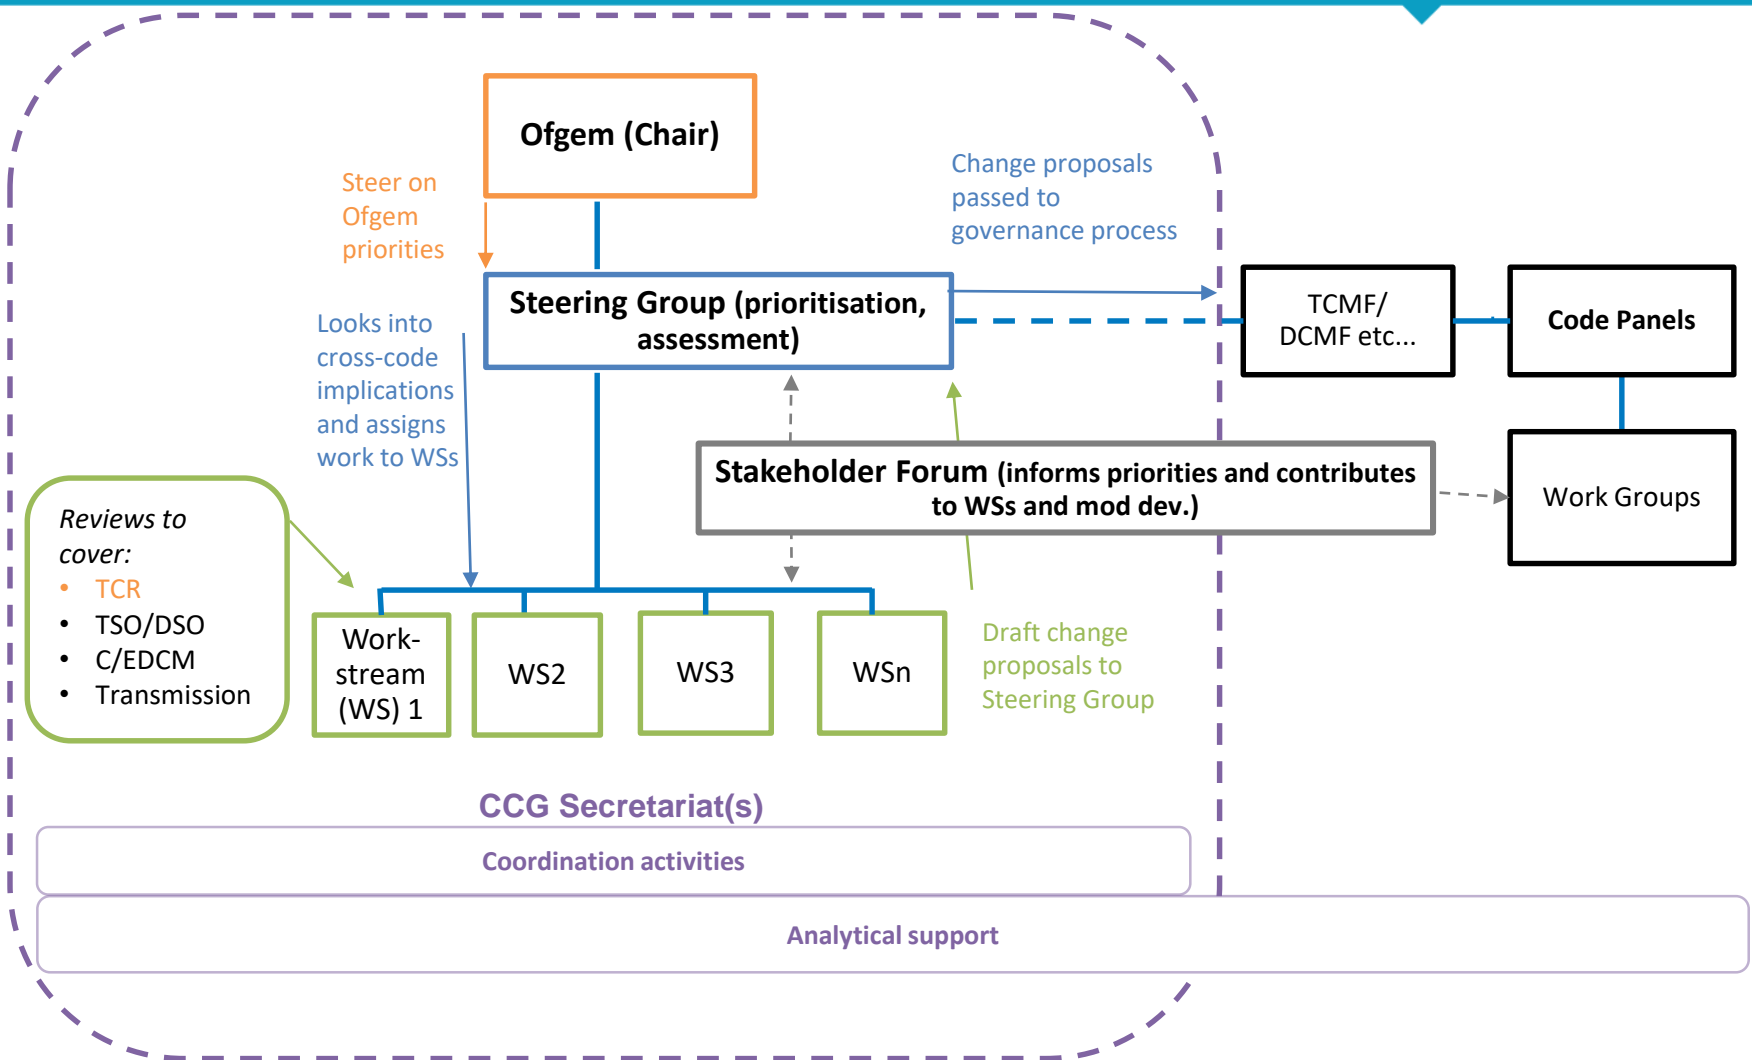 Ofgem (Chair)
Steer on
Ofgem
priorities
Change proposals
passed to
governance process
Steering Group (prioritisation,
assessment)
TCMF/
DCMF etc...
Code Panels
Looks into
cross-code
implications
and assigns
work to WSs
Stakeholder Forum (informs priorities and contributes
to WSs and mod dev.)
Work Groups
Reviews to
cover:
• TCR
• TSO/DSO
• C/EDCM
• Transmission
Work-
stream
(WS) 1
WS2
WS3
WSn
Draft change
proposals to
Steering Group
CCG Secretariat(s)
Coordination activities
Analytical support